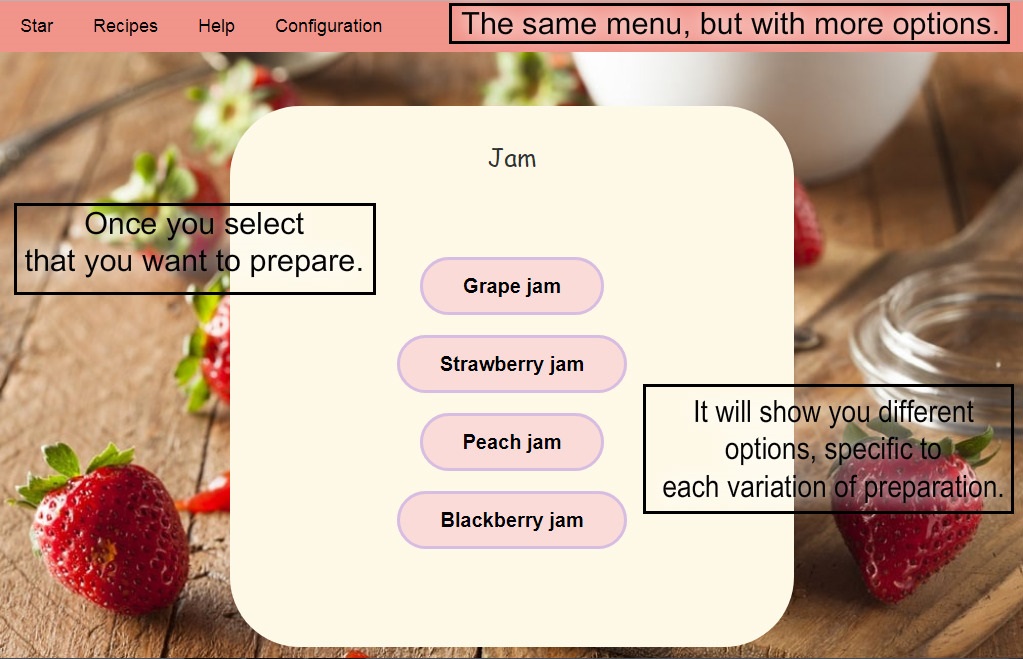 Star Recipes Help Configuration
The same menu, but with more options.
Jam
Once you select
that you want to prepare.
Grape jam
Strawberry jam
Peach jam
Blackberry jam
It will show you different
options, specific to
each variation of preparation.